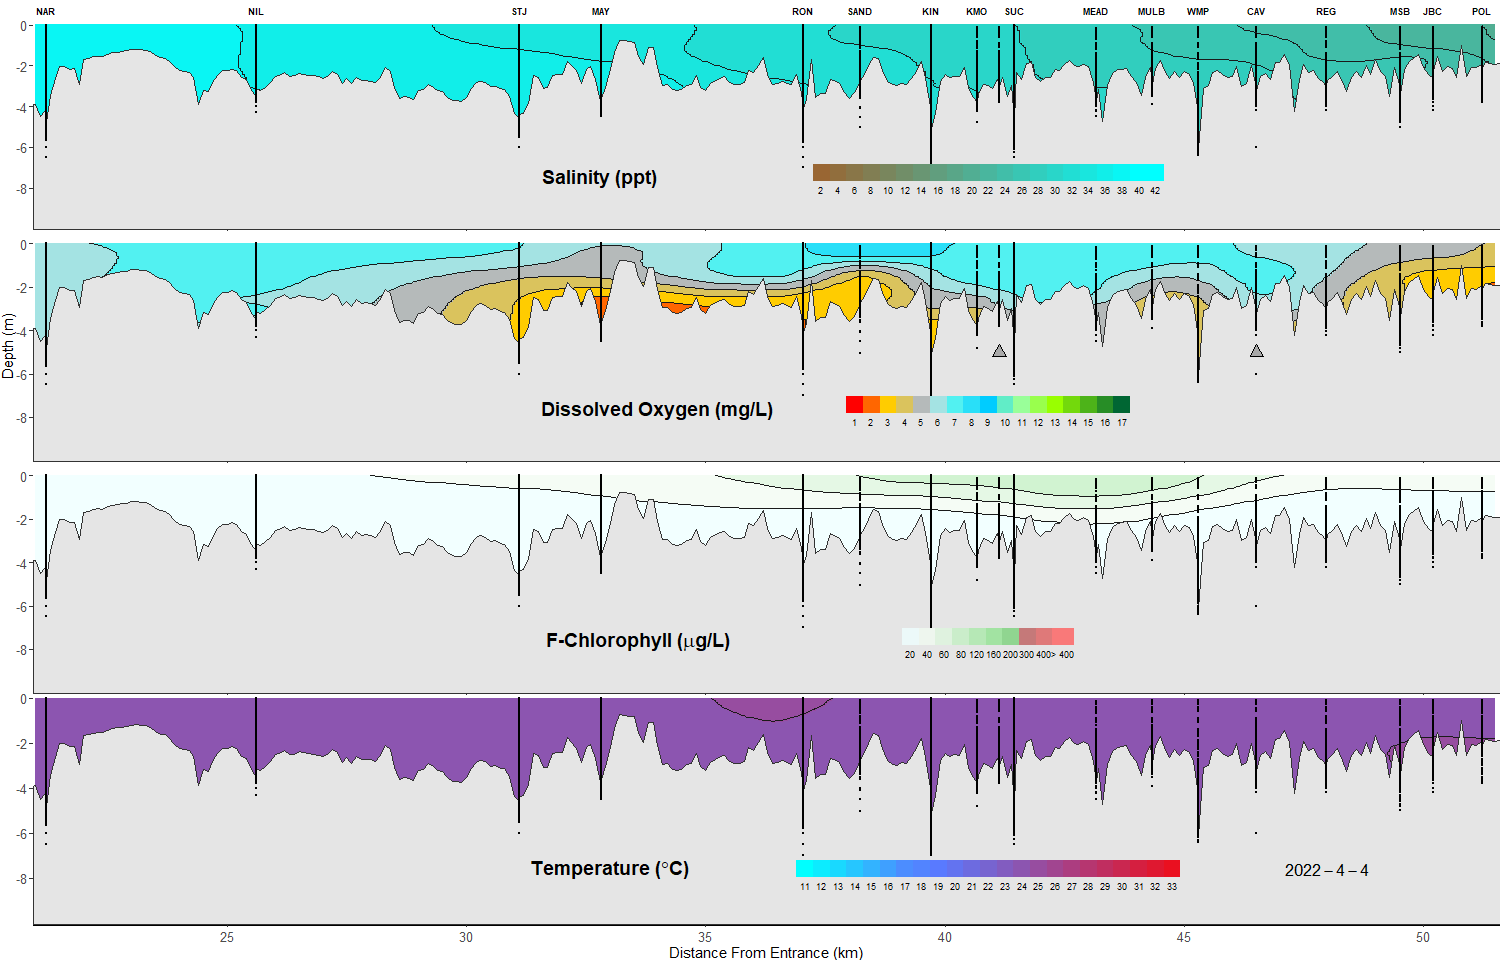 NAR NIL STJ MAY RON SAND KIN KMO SUC MEAD MULB WMP CAV REG MSB JBC POL
0
-2
-4
-6
-8
Salinity (ppt)
2 4 6 8 10 12 14 16 18 20 22 24 26 28 30 32 34 36 38 40 42
0
-2
-4
-6
-8
Depth (m)
Dissolved Oxygen (mg/L)
1 2 3 4 5 6 7 8 9 10 11 12 13 14 15 16 17
0
-2
-4
-6
-8
F-Chlorophyll (μg/L)
20 40 60 80 120 160 200 300 400> 400
0
-2
-4
-6
-8
Temperature (°C)
11 12 13 14 15 16 17 18 19 20 21 22 23 24 25 26 27 28 29 30 31 32 33
2022 – 4 – 4
25 30 35 40 45 50
Distance From Entrance (km)